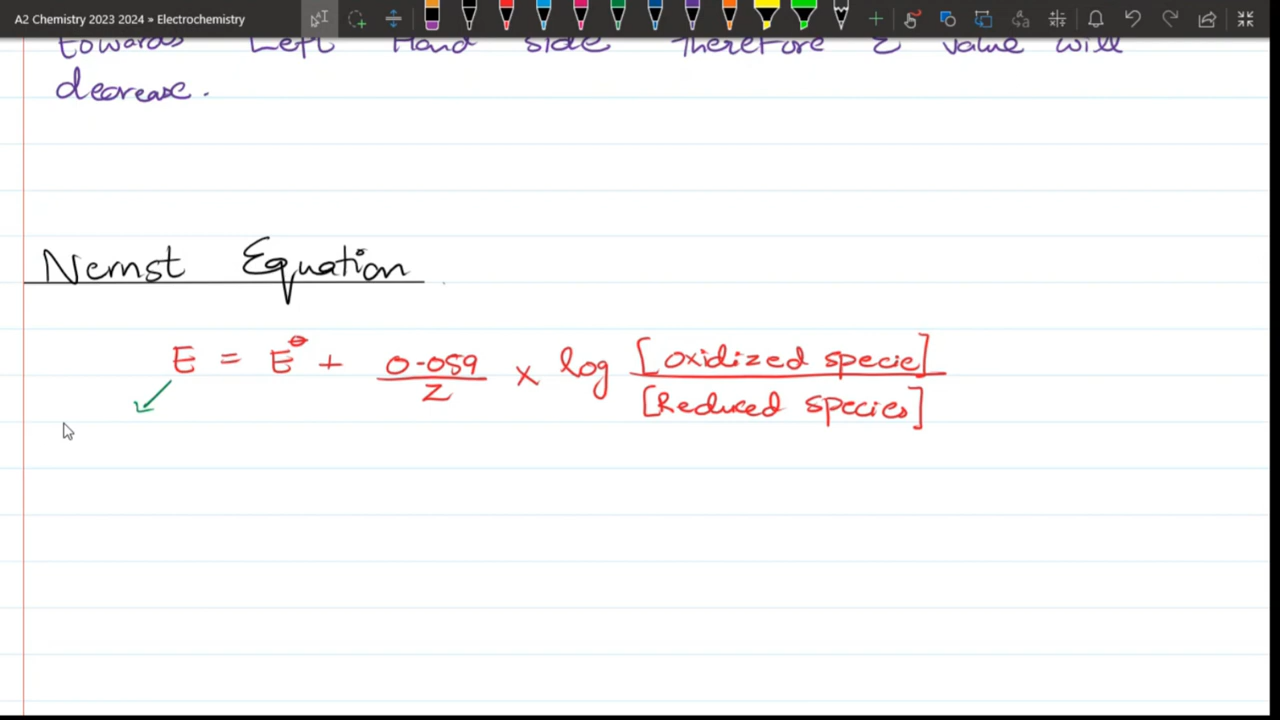 A2 Chemistry 2023 2024 » Electrochemistry
towards Left Hand side therefore E value will
decrease.
Nernst Equation
E = E⦵ + 0.059/Z × log [oxidized specie]/[Reduced species]